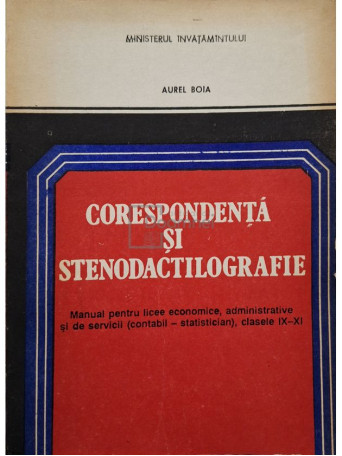 MINISTERUL ÎNVĂȚĂMÎNTULUI
AUREL BOIA
CORESPONDENȚĂ
ȘI
STENODACTILOGRAFIE
Manual pentru licee economice, administrative
și de servicii (contabil – statistician), clasele IX–XI